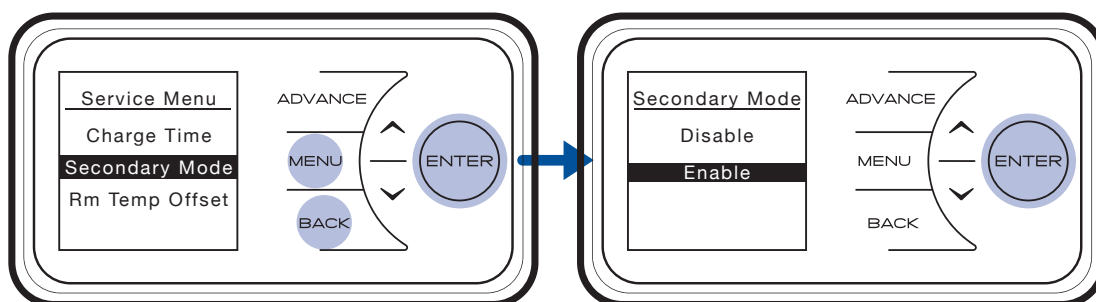 Service Menu
Charge Time
Secondary Mode
Rm Temp Offset
ADVANCE
MENU
BACK
ENTER
Secondary Mode
Disable
Enable
ADVANCE
MENU
BACK
ENTER